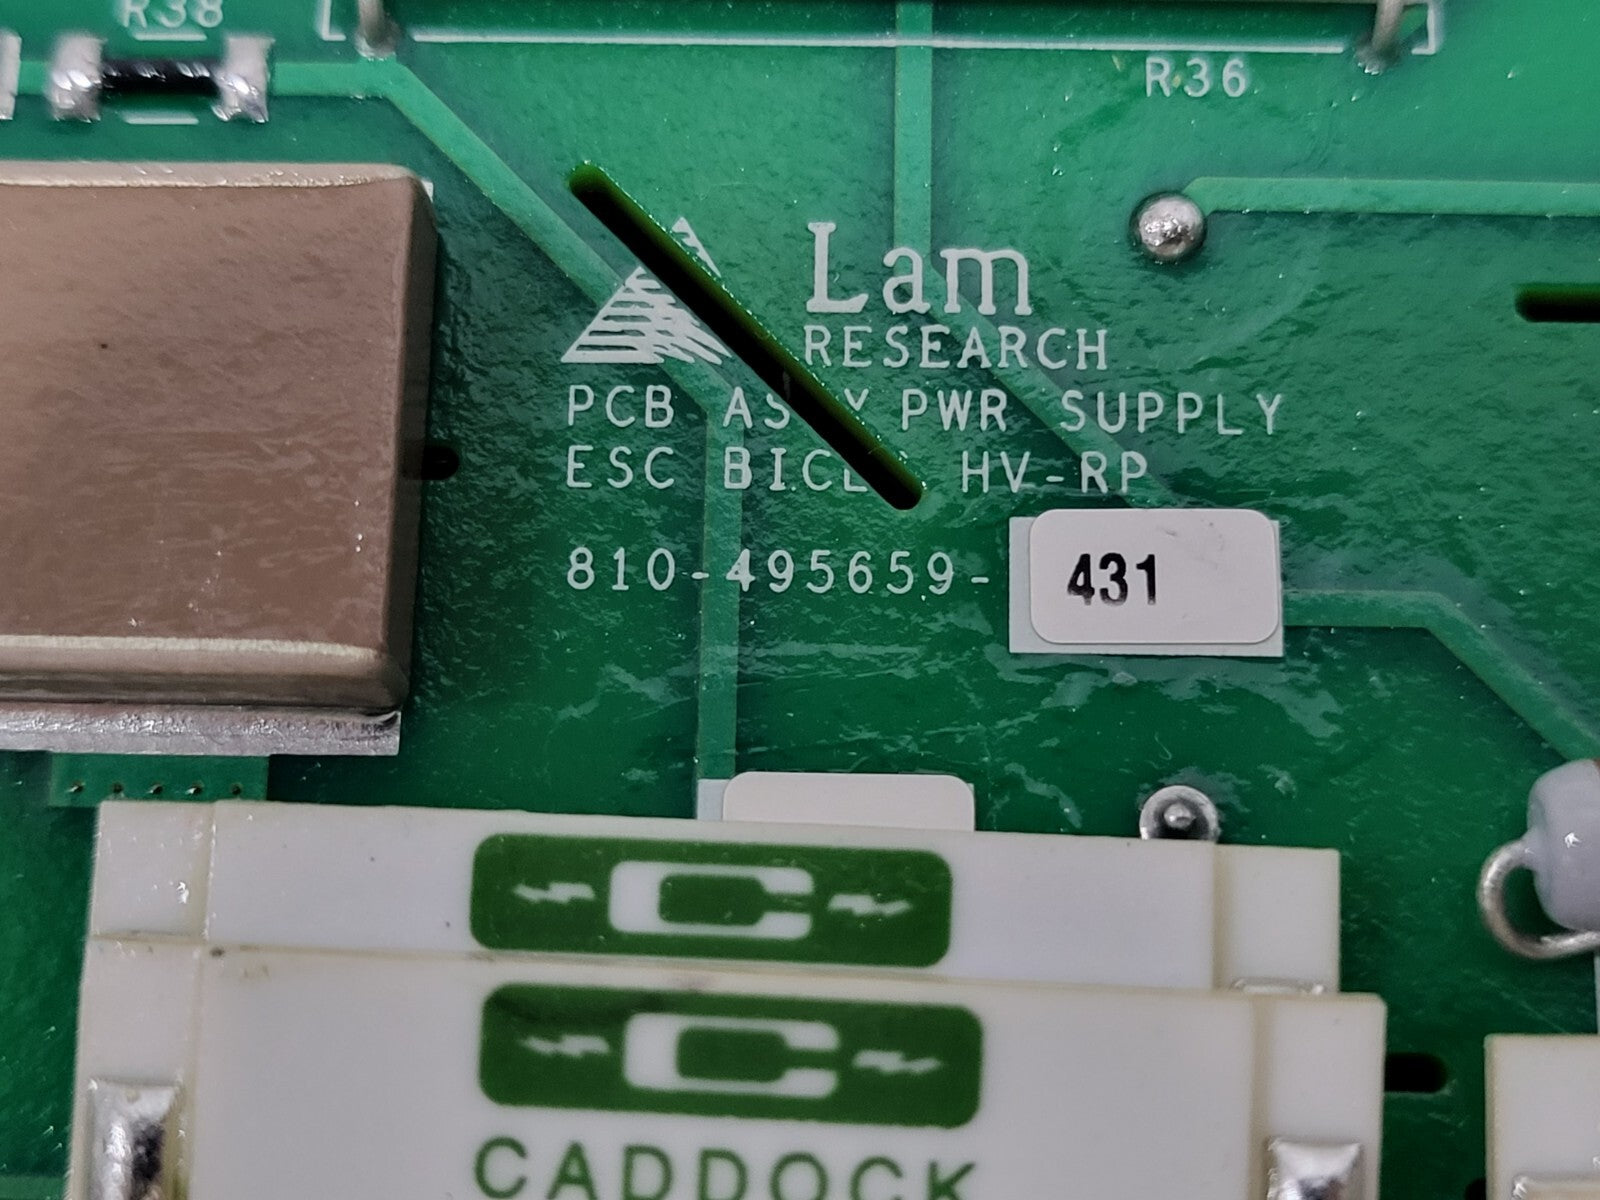 R38
R36
Lam
RESEARCH
PCB PWR SUPPLY
ESC HV-RP
810-495659- 431
CADDOCK